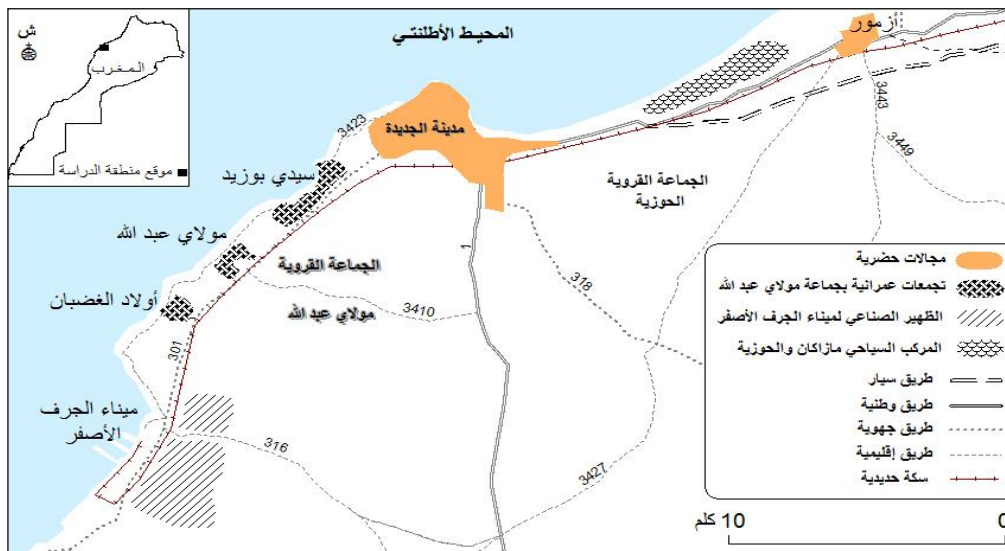 ش
المغرب
موقع منطقة الدراسة
المحيط الأطلنتي
أزمور
3443
3449
3423
مدينة الجديدة
سيدي بوزيد
الجماعة القروية
الحوزية
مولاي عبد الله
الجماعة القروية
مولاي عبد الله
1
318
3410
أولاد الغضبان
301
ميناء الجرف
الأصفر
316
3427
مجالات حضرية
تجمعات عمرانية بجماعة مولاي عبد الله
الظهير الصناعي لميناء الجرف الأصفر
المركب السياحي مازاكان والحوزية
طريق سيار
طريق وطنية
طريق جهوية
طريق إقليمية
سكة حديدية
0
10 كلم